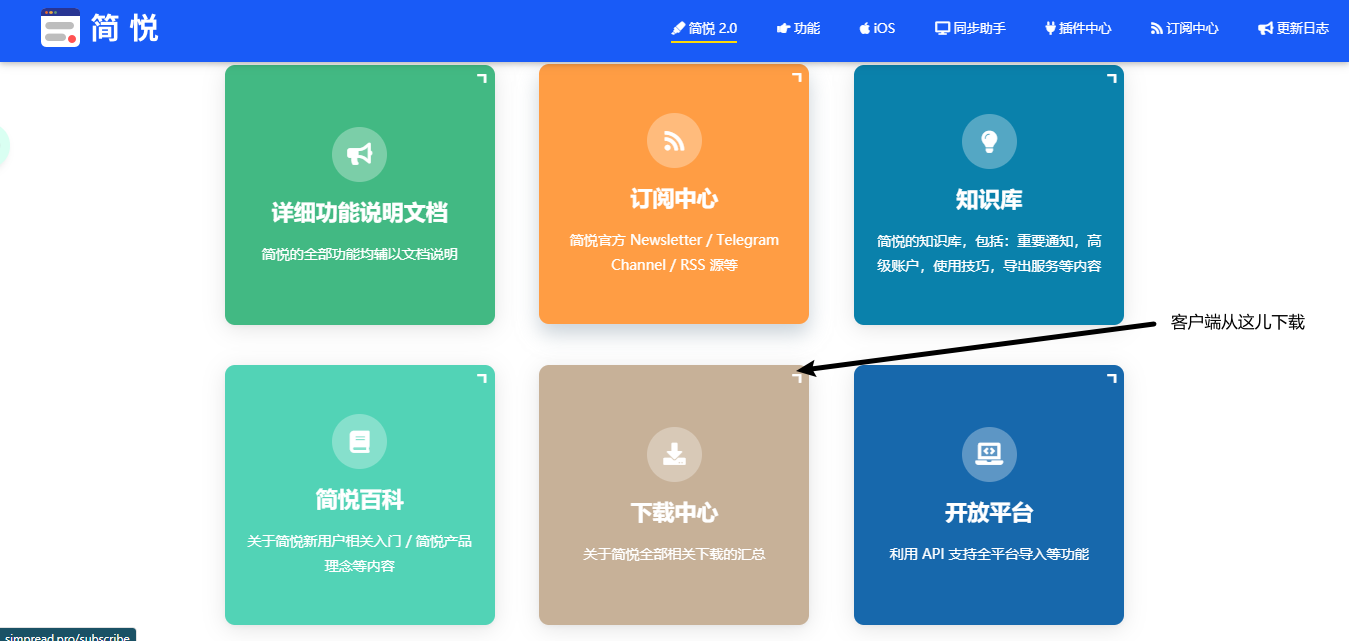 简 悦
简悦 2.0
功能
iOS
同步助手
插件中心
订阅中心
更新日志
详细功能说明文档
简悦的全部功能均辅以文档说明
订阅中心
简悦官方 Newsletter / Telegram
Channel / RSS 源等
知识库
简悦的知识库，包括：重要通知，高
级账户，使用技巧，导出服务等内容
客户端从这儿下载
简悦百科
关于简悦新用户相关入门 / 简悦产品
理念等内容
下载中心
关于简悦全部相关下载的汇总
开放平台
利用 API 支持全平台导入等功能
simpread.pro/subscribe